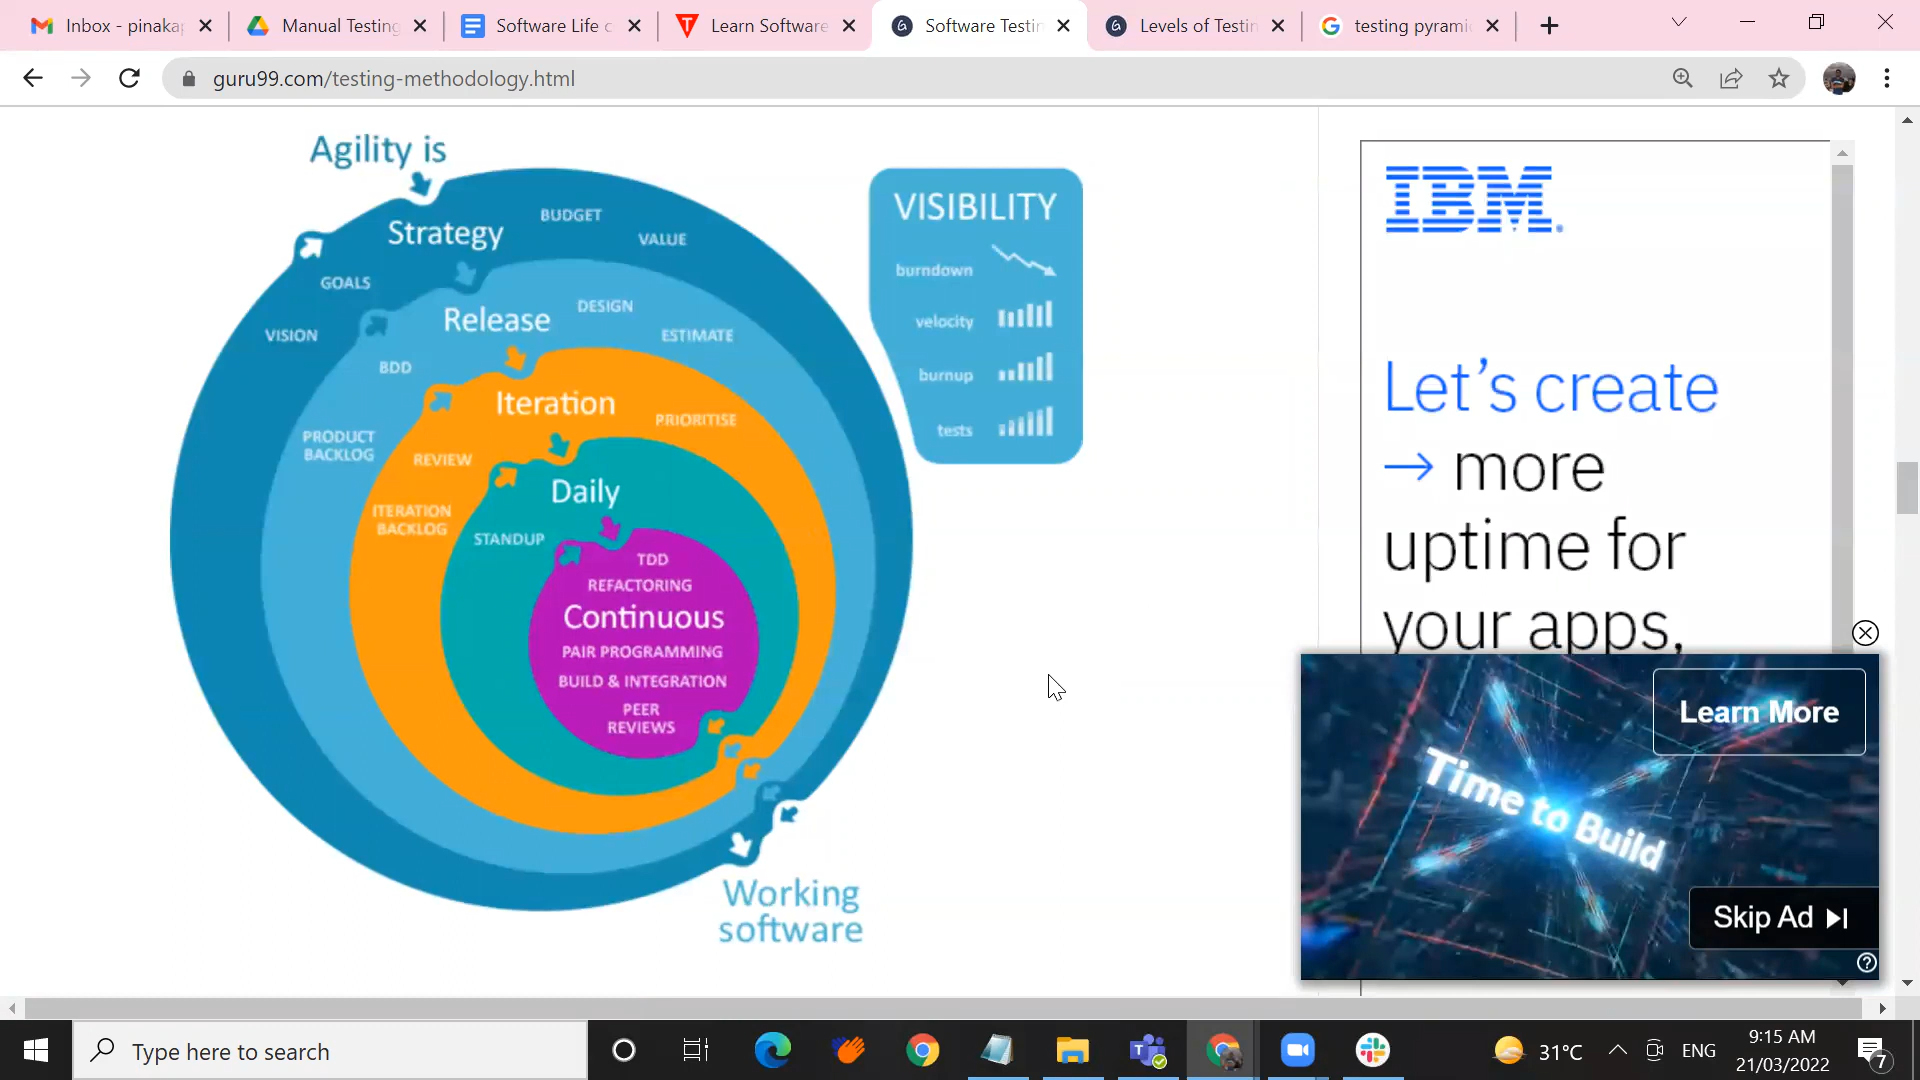 Inbox - pinakap
Manual Testing
Software Life c
Learn Software
Software Testin
Levels of Testin
testing pyrami
guru99.com/testing-methodology.html
Agility is
Strategy
BUDGET
VALUE
GOALS
VISION
Release
DESIGN
ESTIMATE
BDD
PRODUCT
BACKLOG
Iteration
PRIORITISE
REVIEW
ITERATION
BACKLOG
Daily
STANDUP
TDD
REFACTORING
Continuous
PAIR PROGRAMMING
BUILD & INTEGRATION
PEER
REVIEWS
Working
software
VISIBILITY
burndown
velocity
burnup
tests
IBM
Let's create
→ more
uptime for
your apps,
Learn More
Time to Build
Skip Ad
Type here to search
31°C
ENG
9:15 AM
21/03/2022
7